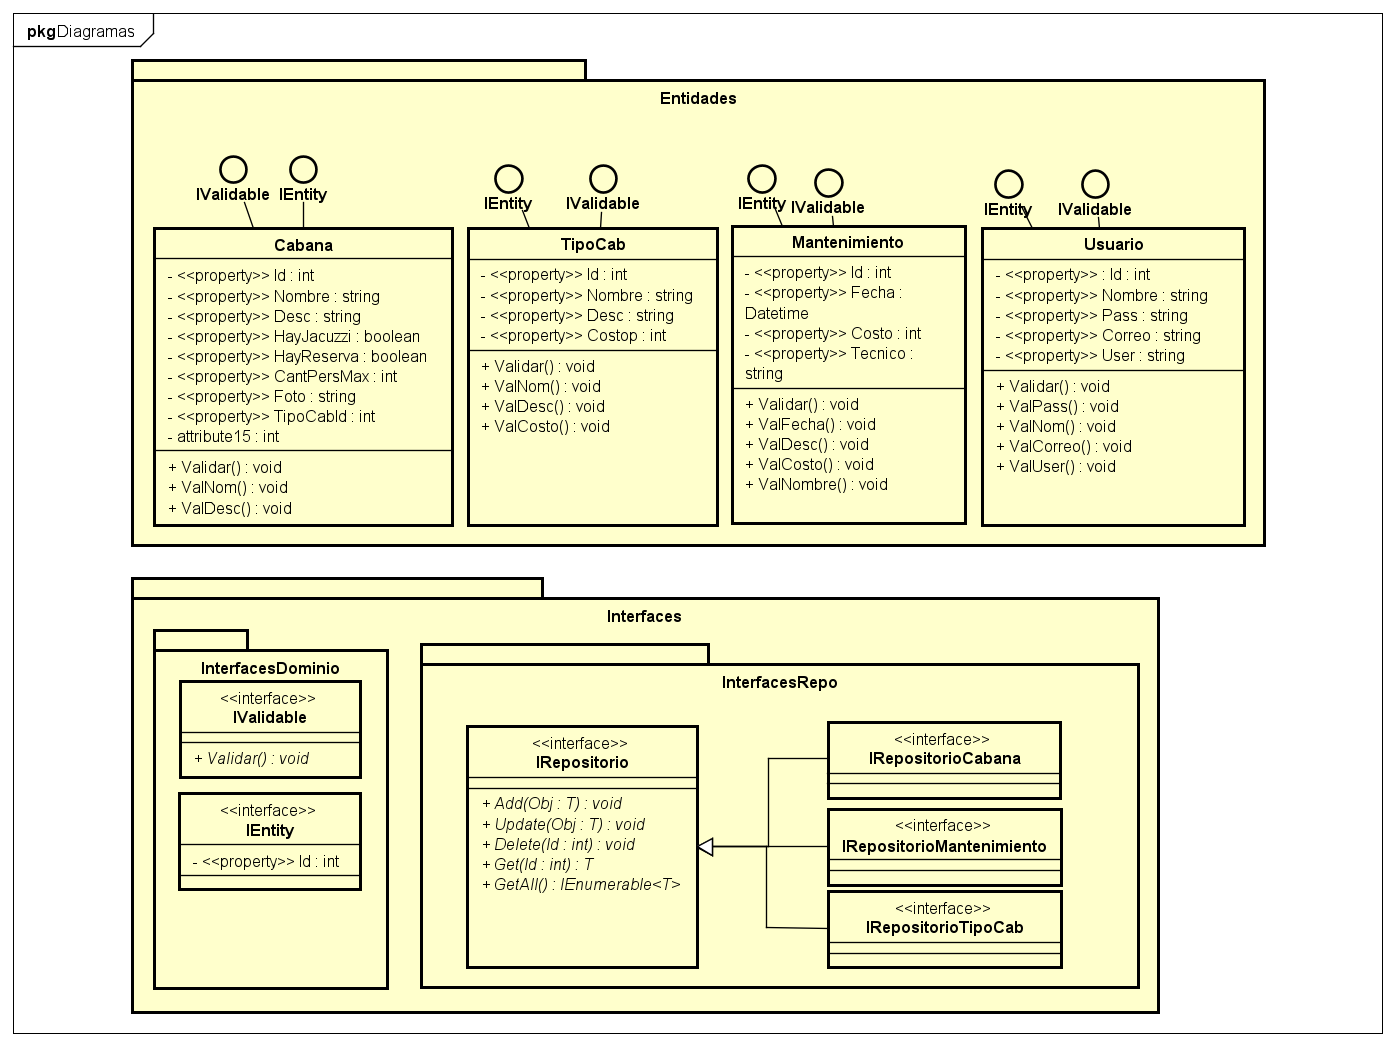 pkg Diagramas
Entidades
IValidable
IEntity
Cabana
- <<property>> Id : int
- <<property>> Nombre : string
- <<property>> Desc : string
- <<property>> HayJacuzzi : boolean
- <<property>> HayReserva : boolean
- <<property>> CantPersMax : int
- <<property>> Foto : string
- <<property>> TipoCabId : int
- attribute15 : int
+ Validar() : void
+ ValNom() : void
+ ValDesc() : void
IEntity
IValidable
TipoCab
- <<property>> Id : int
- <<property>> Nombre : string
- <<property>> Desc : string
- <<property>> Costop : int
+ Validar() : void
+ ValNom() : void
+ ValDesc() : void
+ ValCosto() : void
IEntity
IValidable
Mantenimiento
- <<property>> Id : int
- <<property>> Fecha :
Datetime
- <<property>> Costo : int
- <<property>> Tecnico :
string
+ Validar() : void
+ ValFecha() : void
+ ValDesc() : void
+ ValCosto() : void
+ ValNombre() : void
IEntity
IValidable
Usuario
- <<property>> : Id : int
- <<property>> Nombre : string
- <<property>> Pass : string
- <<property>> Correo : string
- <<property>> User : string
+ Validar() : void
+ ValPass() : void
+ ValNom() : void
+ ValCorreo() : void
+ ValUser() : void
Interfaces
InterfacesDominio
<<interface>>
IValidable
+ Validar() : void
<<interface>>
IEntity
- <<property>> Id : int
InterfacesRepo
<<interface>>
IRepositorio
+ Add(Obj : T) : void
+ Update(Obj : T) : void
+ Delete(Id : int) : void
+ Get(Id : int) : T
+ GetAll() : IEnumerable<T>
<<interface>>
IRepositorioCabana
<<interface>>
IRepositorioMantenimiento
<<interface>>
IRepositorioTipoCab